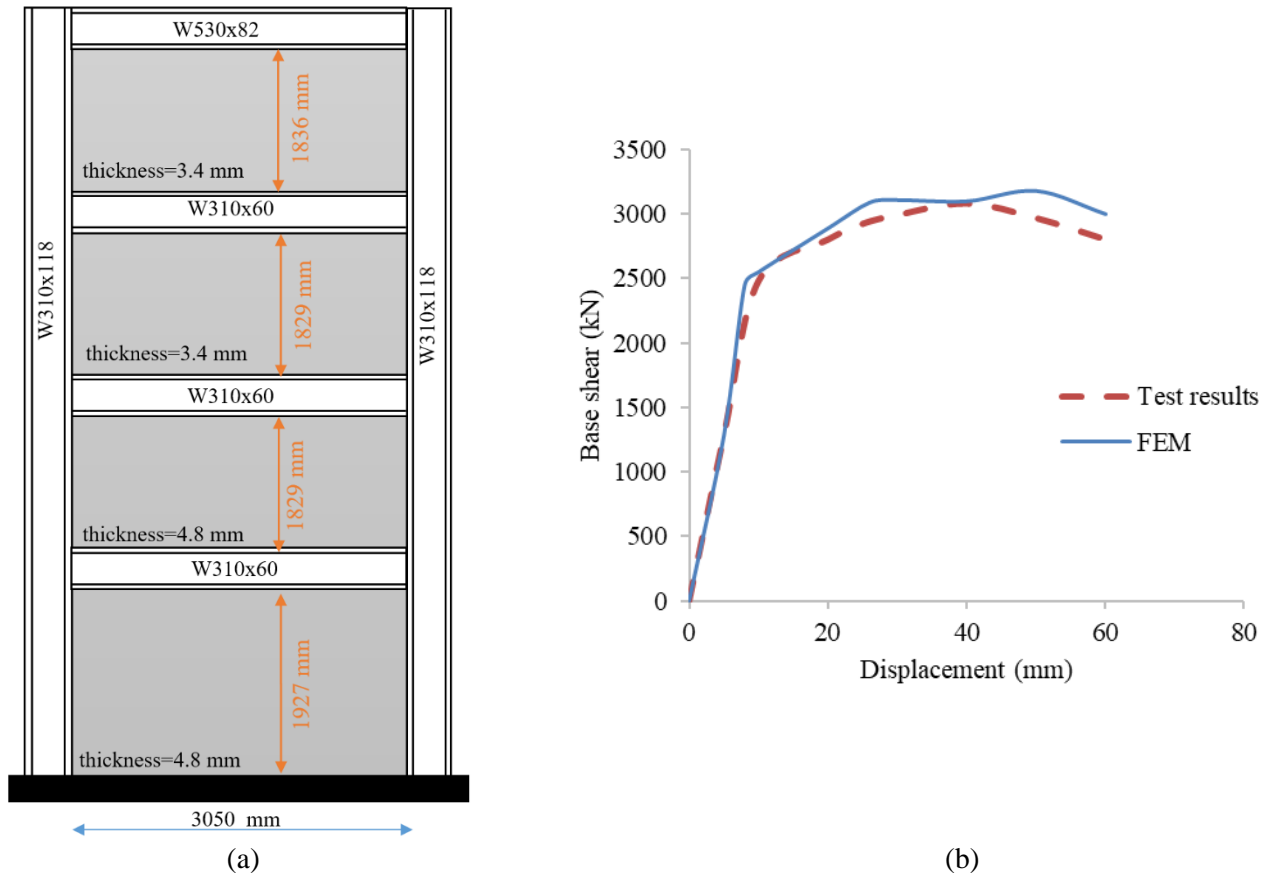 W530x82
1836 mm
thickness=3.4 mm
W310x60
W310x118
W310x118
1829 mm
thickness=3.4 mm
W310x60
1829 mm
thickness=4.8 mm
W310x60
1927 mm
thickness=4.8 mm
3050 mm
(a)
3500
3000
2500
2000
1500
1000
500
0
Base shear (kN)
0 20 40 60 80
Displacement (mm)
Test results
FEM
(b)